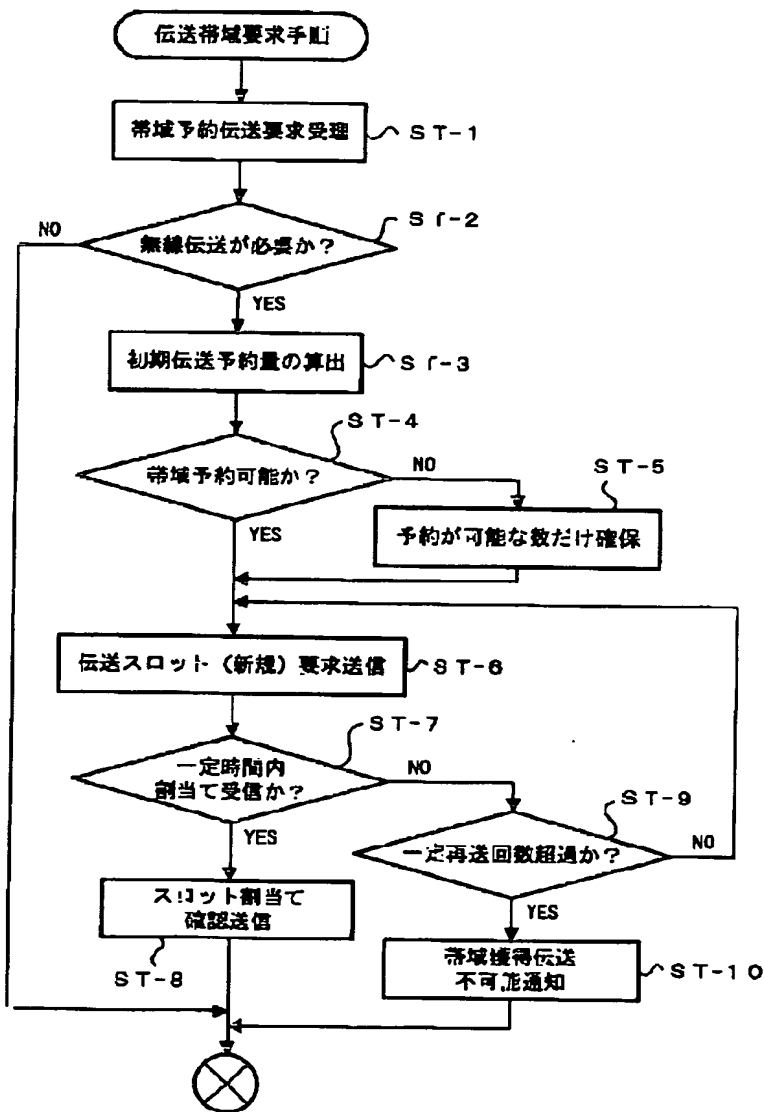 伝送帯域要求手順
帯域予約伝送要求受理
ST-1
無線伝送が必要か?
ST-2
NO
YES
初期伝送予約量の算出
ST-3
帯域予約可能か?
ST-4
NO
YES
予約が可能な数だけ確保
ST-5
伝送スロット(新規)要求送信
ST-6
一定時間内
割当て受信か?
ST-7
NO
YES
スロット割当て
確認送信
ST-8
一定再送回数超過か?
ST-9
NO
YES
帯域獲得伝送
不可能通知
ST-10